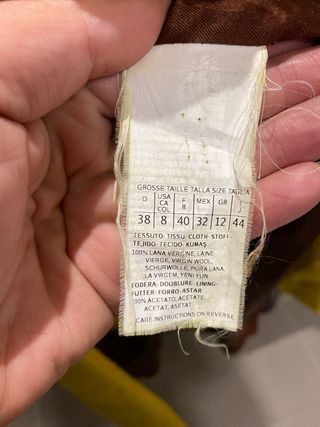 GRÖSSE TAILLE TALLA SIZE TAGLIA
D USA CA COL F B MEX GB I
38 8 40 32 12 44
TESSUTO-TISSU-CLOTH-STOFF-
TEJIDO-TECIDO-KUMAŞ
100% LANA VERGINE, LAINE
VIERGE, VIRGIN WOOL,
SCHURWOLLE, PURA LANA,
LA VIRGEM, YENI YUN
FODERA-DOUBLURE-LINING-
FUTTER-FORRO-ASTAR
100% ACETATO, ACETATE,
ACETAT, ASETAT
CARE INSTRUCTIONS ON REVERSE